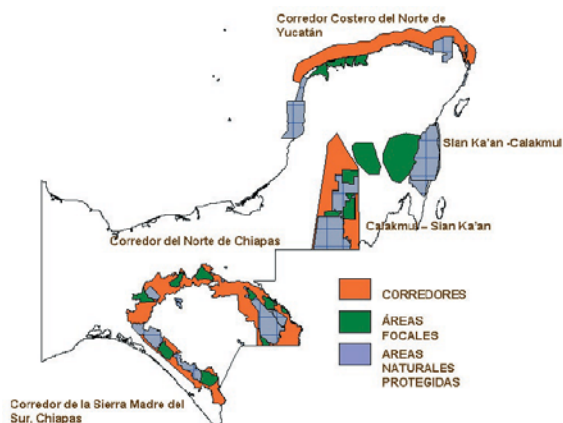 Corredor Costero del Norte de
Yucatán
Sian Ka'an -Calakmul
Calakmul – Sian Ka'an
Corredor del Norte de Chiapas
CORREDORES
ÁREAS
FOCALES
AREAS
NATURALES
PROTEGIDAS
Corredor de la Bierra Madre del
Sur. Chiapas